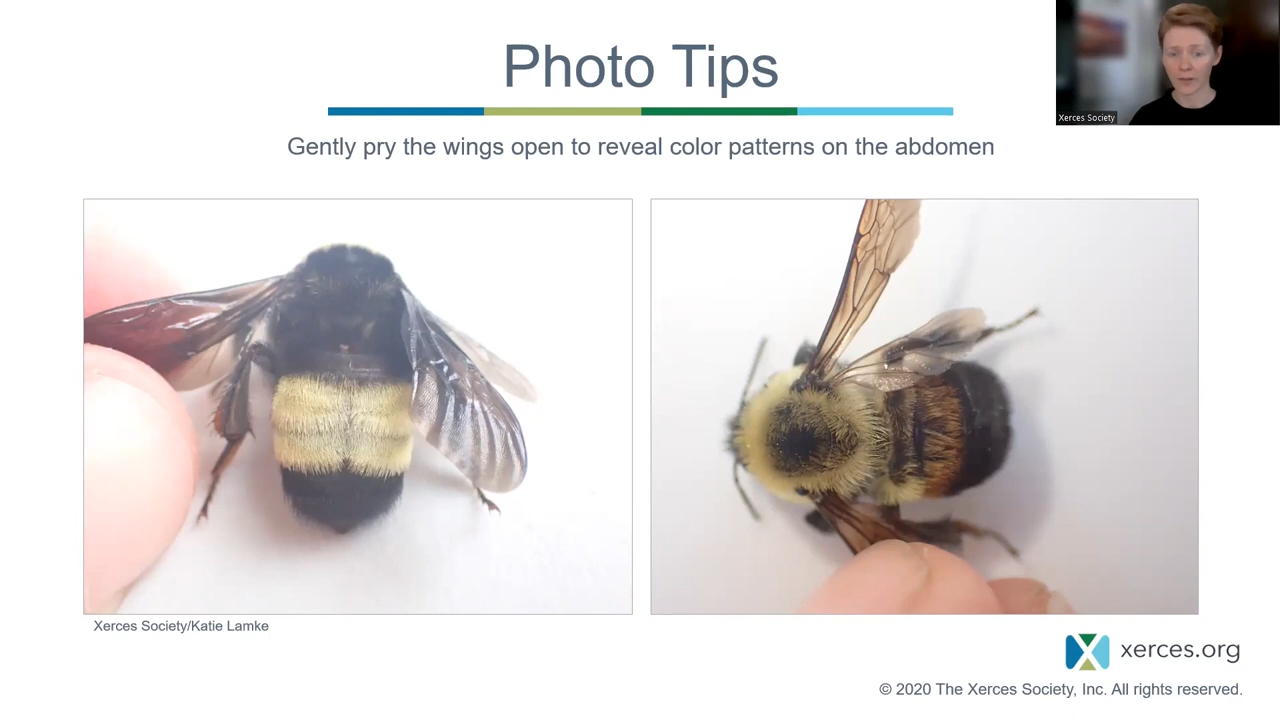 Photo Tips
Xerces Society
Gently pry the wings open to reveal color patterns on the abdomen
Xerces Society/Katie Lamke
xerces.org
© 2020 The Xerces Society, Inc. All rights reserved.